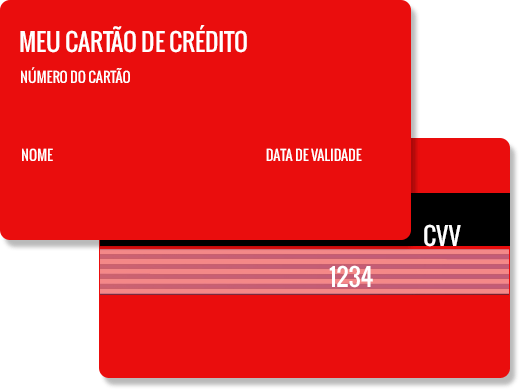 MEU CARTÃO DE CRÉDITO
NÚMERO DO CARTÃO
NOME
DATA DE VALIDADE
CVV
1234